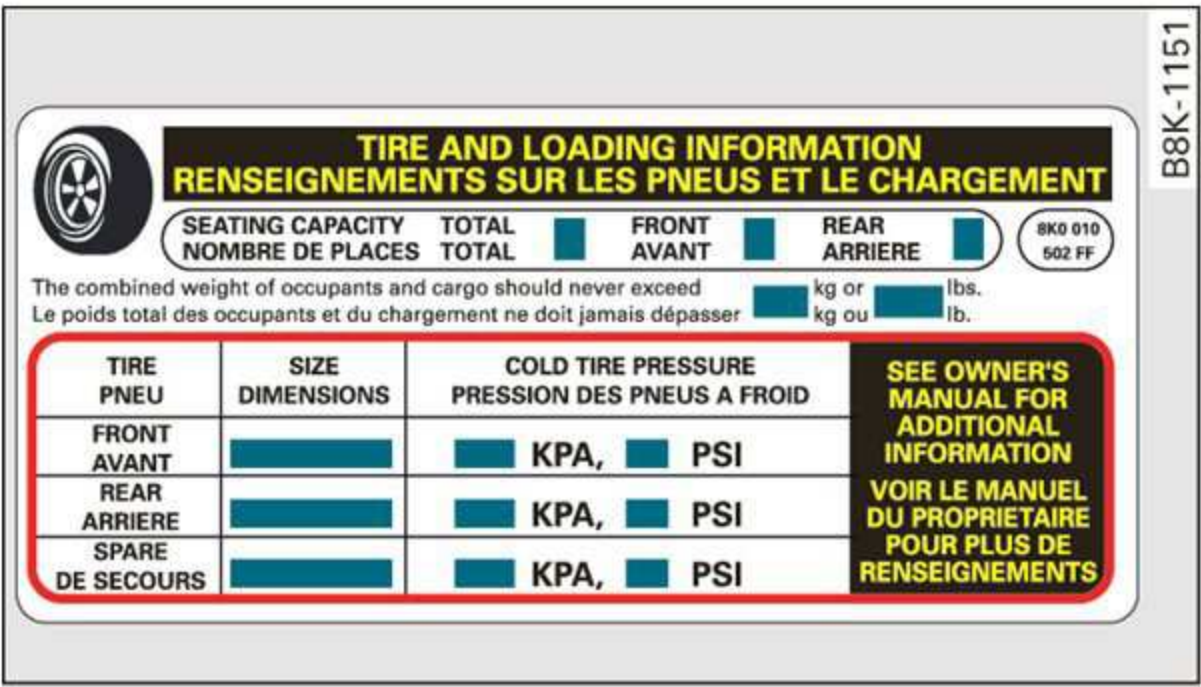 B8K-1151
TIRE AND LOADING INFORMATION
RENSEIGNEMENTS SUR LES PNEUS ET LE CHARGEMENT
SEATING CAPACITY TOTAL FRONT REAR
NOMBRE DE PLACES TOTAL AVANT ARRIERE
8K0 010
502 FF
The combined weight of occupants and cargo should never exceed kg or lbs.
Le poids total des occupants et du chargement ne doit jamais dépasser kg ou lb.
TIRE SIZE COLD TIRE PRESSURE
PNEU DIMENSIONS PRESSION DES PNEUS A FROID
FRONT
AVANT KPA, PSI
REAR
ARRIERE KPA, PSI
SPARE
DE SECOURS KPA, PSI
SEE OWNER'S
MANUAL FOR
ADDITIONAL
INFORMATION
VOIR LE MANUEL
DU PROPRIETAIRE
POUR PLUS DE
RENSEIGNEMENTS